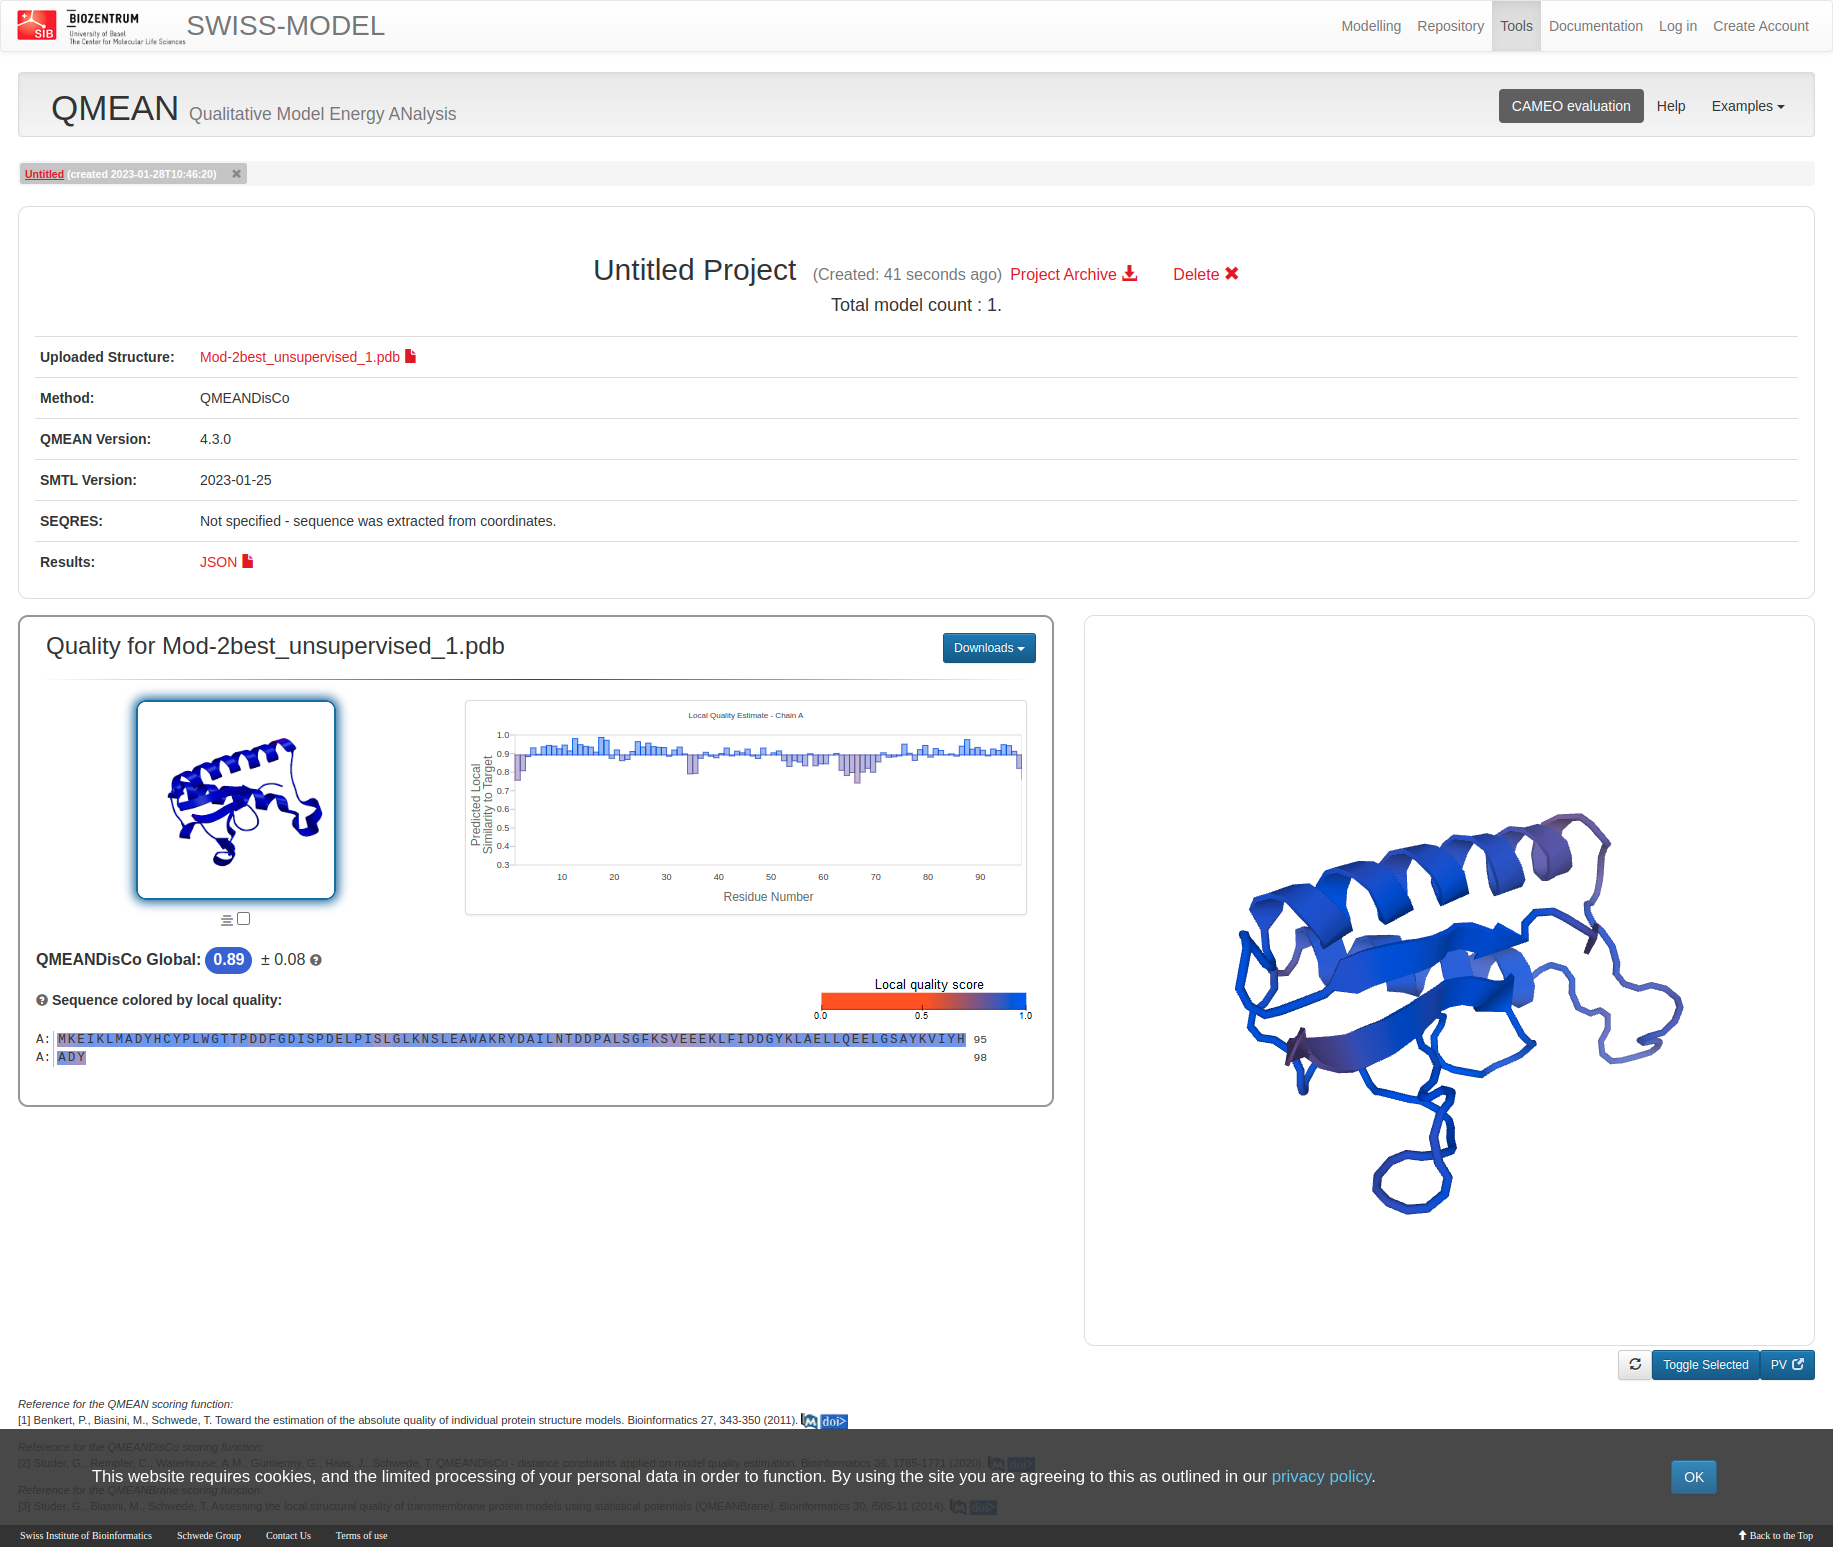 SIB
BIOZENTRUM
University of Basel
The Center for Molecular Life Sciences
SWISS-MODEL
Modelling Repository Tools Documentation Log in Create Account
QMEAN Qualitative Model Energy ANalysis
CAMEO evaluation Help Examples
Untitled (created 2023-01-28T10:46:20)
Untitled Project (Created: 41 seconds ago) Project Archive Delete
Total model count : 1.
Uploaded Structure: Mod-2best_unsupervised_1.pdb
Method: QMEANDisCo
QMEAN Version: 4.3.0
SMTL Version: 2023-01-25
SEQRES: Not specified - sequence was extracted from coordinates.
Results: JSON
Quality for Mod-2best_unsupervised_1.pdb
Downloads
Local Quality Estimate - Chain A
Predicted Local
Similarity to Target
1.0
0.9
0.8
0.7
0.6
0.5
0.4
0.3
10 20 30 40 50 60 70 80 90
Residue Number
QMEANDisCo Global: 0.89 ± 0.08
Sequence colored by local quality:
Local quality score
0.0 0.5 1.0
A: MKEIKLMADYHCYPLWGTTPDDFGDISPDELPISLGLKNSLEAWAKRYDAILNTDDPALSGFKSVEEEKLFIDDGYKLAELLQEELGSAYKVIYH 95
A: ADY 98
Toggle Selected PV
Reference for the QMEAN scoring function:
[1] Benkert, P., Biasini, M., Schwede, T. Toward the estimation of the absolute quality of individual protein structure models. Bioinformatics 27, 343-350 (2011). M doi>
Reference for the QMEANDisCo scoring function:
[2] Studer, G., Rempfer, C., Waterhouse, A.M., Gumienny, G., Haas, J., Schwede, T. QMEANDisCo - distance constraints applied on model quality estimation. Bioinformatics 36, 1765-1771 (2020). M doi>
This website requires cookies, and the limited processing of your personal data in order to function. By using the site you are agreeing to this as outlined in our privacy policy.
OK
Reference for the QMEANBrane scoring function:
[3] Studer, G., Biasini, M., Schwede, T. Assessing the local structural quality of transmembrane protein models using statistical potentials (QMEANBrane). Bioinformatics 30, i505-11 (2014). M doi>
Swiss Institute of Bioinformatics Schwede Group Contact Us Terms of use
Back to the Top